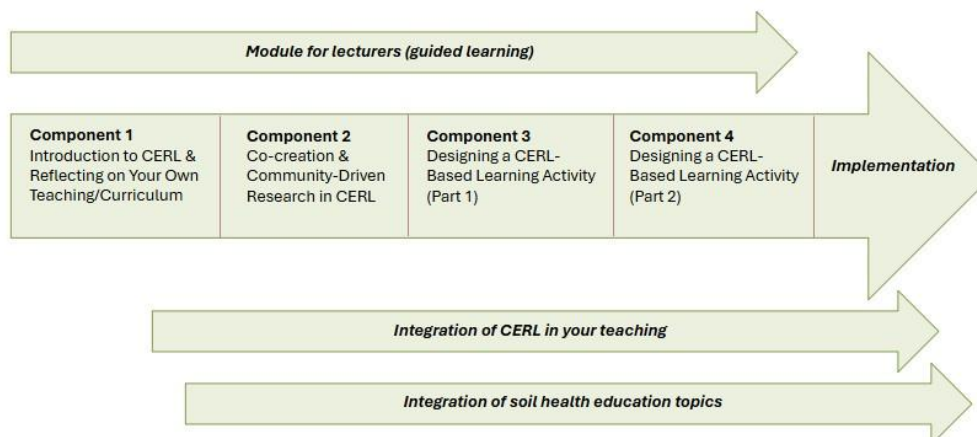 Module for lecturers (guided learning)
Component 1
Introduction to CERL &
Reflecting on Your Own
Teaching/Curriculum
Component 2
Co-creation &
Community-Driven
Research in CERL
Component 3
Designing a CERL-
Based Learning Activity
(Part 1)
Component 4
Designing a CERL-
Based Learning Activity
(Part 2)
Implementation
Integration of CERL in your teaching
Integration of soil health education topics